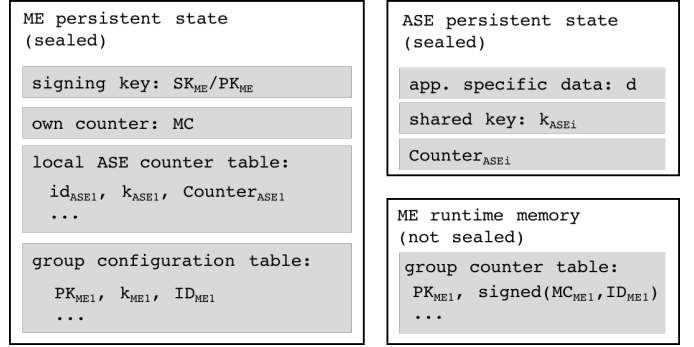 ME persistent state
(sealed)
signing key: SK_ME/PK_ME
own counter: MC
local ASE counter table:
id_ASE1, k_ASE1, Counter_ASE1
...
group configuration table:
PK_ME1, k_ME1, ID_ME1
...
ASE persistent state
(sealed)
app. specific data: d
shared key: k_ASEi
Counter_ASEi
ME runtime memory
(not sealed)
group counter table:
PK_ME1, signed(MC_ME1,ID_ME1)
...